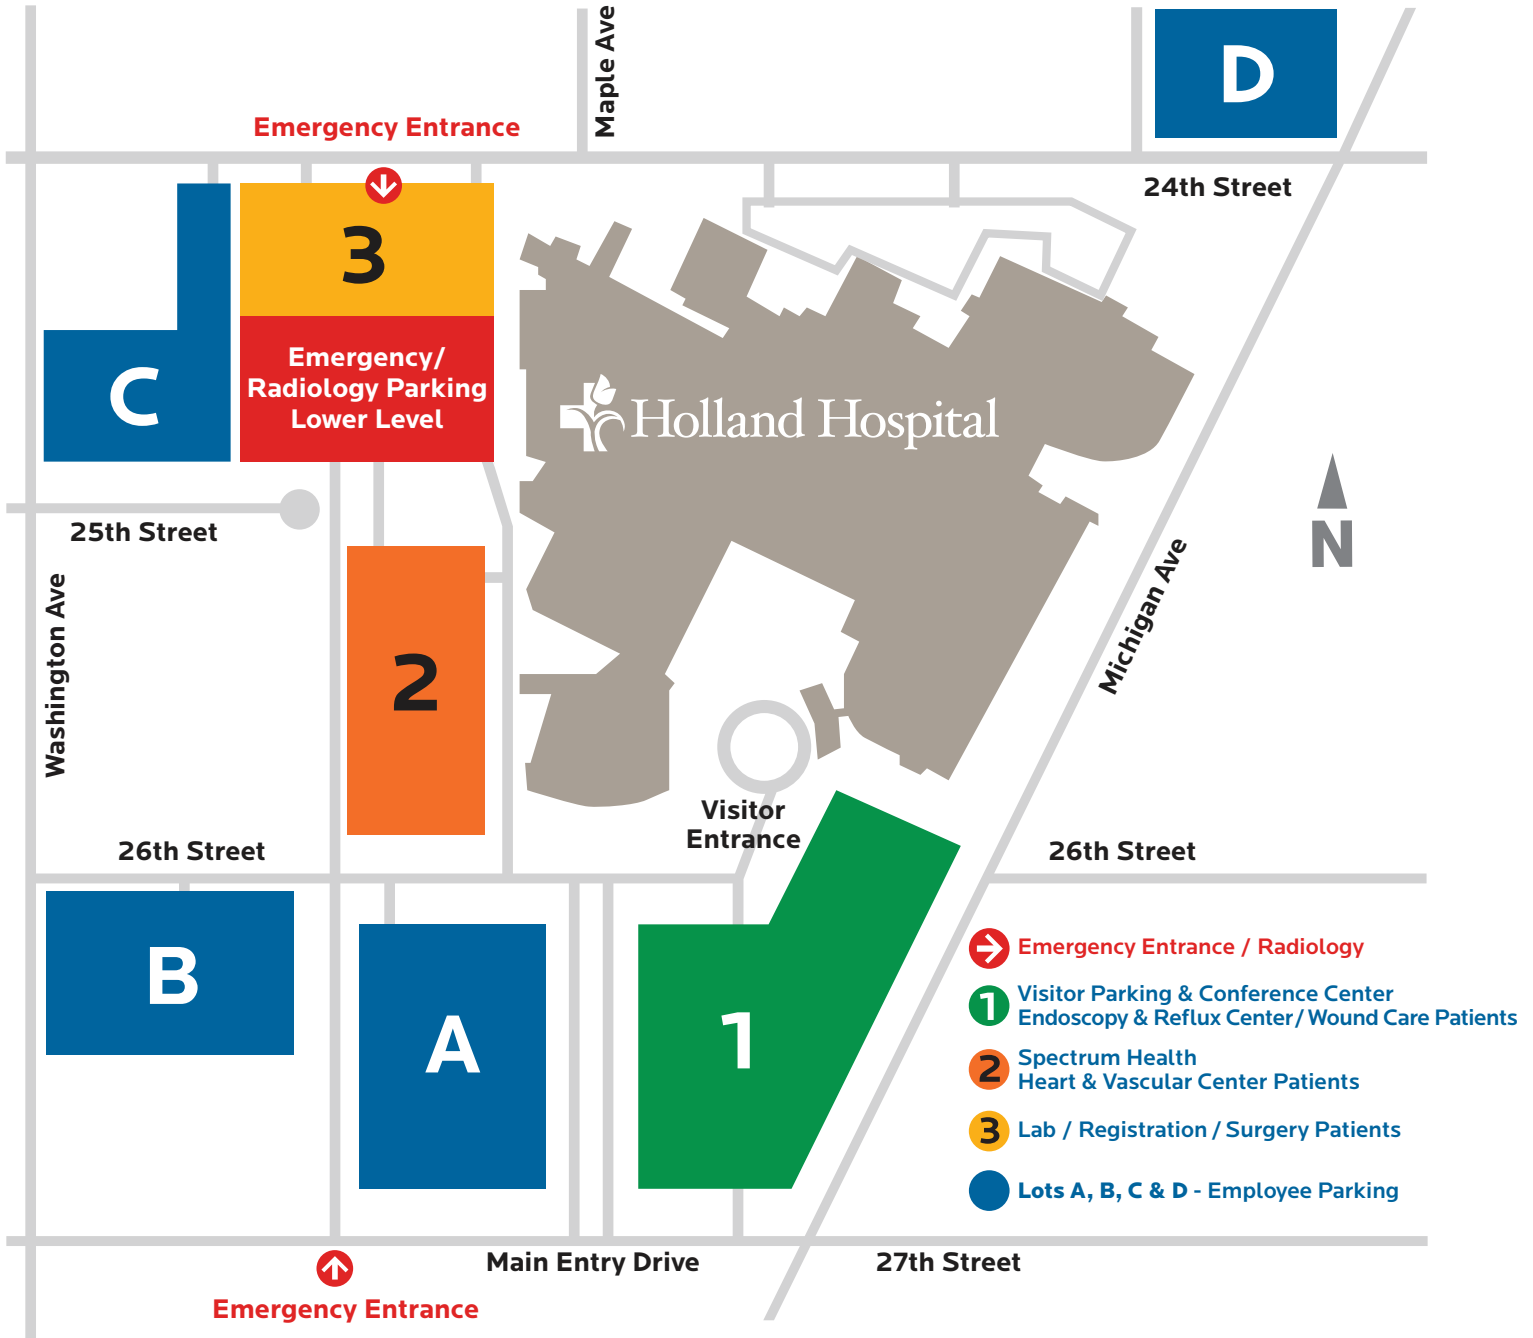 Maple Ave
D
Emergency Entrance
24th Street
3
Emergency/
Radiology Parking
Lower Level
C
Holland Hospital
25th Street
N
Washington Ave
Michigan Ave
2
Visitor
Entrance
26th Street
26th Street
B
A
1
Emergency Entrance / Radiology
1
Visitor Parking & Conference Center
Endoscopy & Reflux Center / Wound Care Patients
2
Spectrum Health
Heart & Vascular Center Patients
3
Lab / Registration / Surgery Patients
Lots A, B, C & D - Employee Parking
Main Entry Drive
27th Street
Emergency Entrance